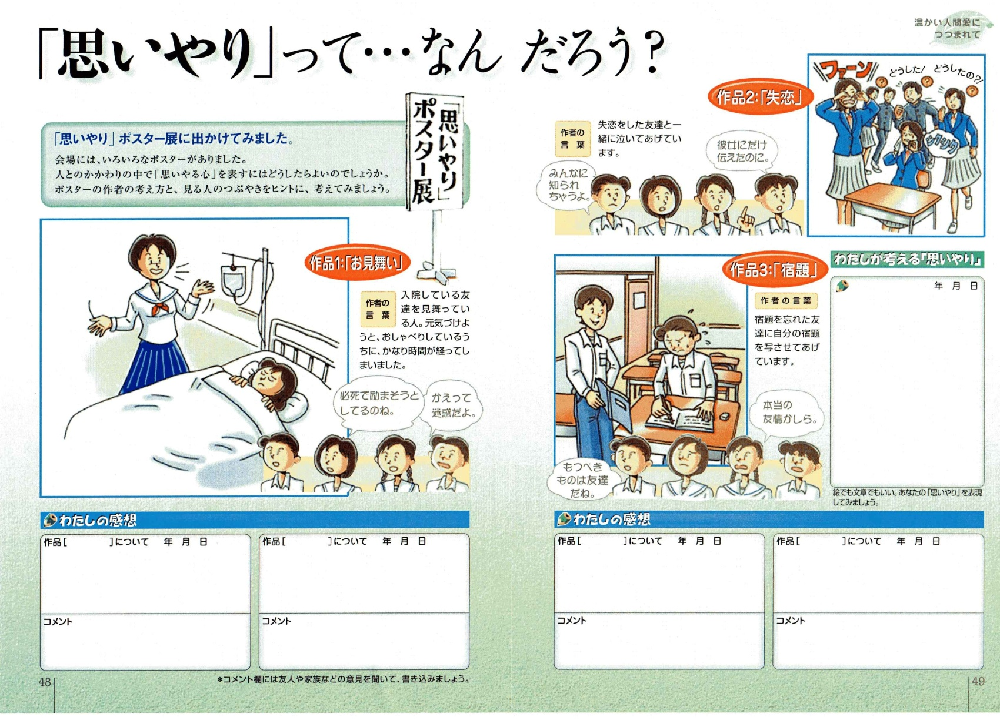 「思いやり」って…なんだろう？
温かい人間愛に
つつまれて
「思いやり」
ポスター展
「思いやり」ポスター展に出かけてみました。
会場には、いろいろなポスターがありました。
人とのかかわりの中で「思いやる心」を表すにはどうしたらよいのでしょうか。
ポスターの作者の考え方と、見る人のつぶやきをヒントに、考えてみましょう。
作品1:「お見舞い」
作者の
言葉
入院している友
達を見舞ってい
る人。元気づけよ
うと、おしゃべりしているう
ちに、かなり時間が経ってし
まいました。
必死で励まそうと
してるのね。
かえって
迷惑だよ。
わたしの感想
作品[ ]について 年 月 日
コメント
作品[ ]について 年 月 日
コメント
*コメント欄には友人や家族などの意見を聞いて、書き込みましょう。
48
作品2:「失恋」
作者の
言葉
失恋をした友達と一
緒に泣いてあげてい
ます。
みんなに
知られ
ちゃうよ。
彼女にだけ
伝えたのに。
ワァーン
どうした!
どうしたの?!
シクシク
作品3:「宿題」
作者の言葉
宿題を忘れた友
達に自分の宿題
を写させてあげ
ています。
本当の
友情かしら。
もつべき
ものは友達
だね。
わたしが考える「思いやり」
年 月 日
絵でも文章でもいい。あなたの「思いやり」を表現
してみましょう。
わたしの感想
作品[ ]について 年 月 日
コメント
作品[ ]について 年 月 日
コメント
49